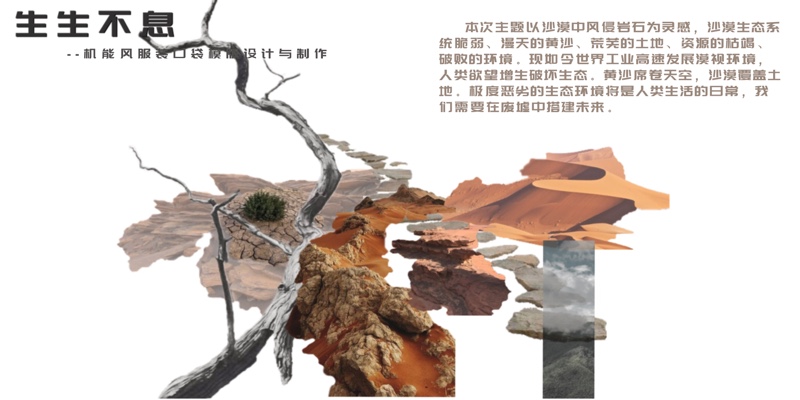 生生不息
--机能风服装口袋模版设计与制作
本次主题以沙漠中风侵岩石为灵感，沙漠生态系
统脆弱、漫天的黄沙、荒芜的土地、资源的枯竭、
破败的环境。现如今世界工业高速发展漠视环境，
人类欲望增生破坏生态。黄沙席卷天空，沙漠覆盖土
地。极度恶劣的生态环境将是人类生活的日常，我
们需要在废墟中搭建未来。